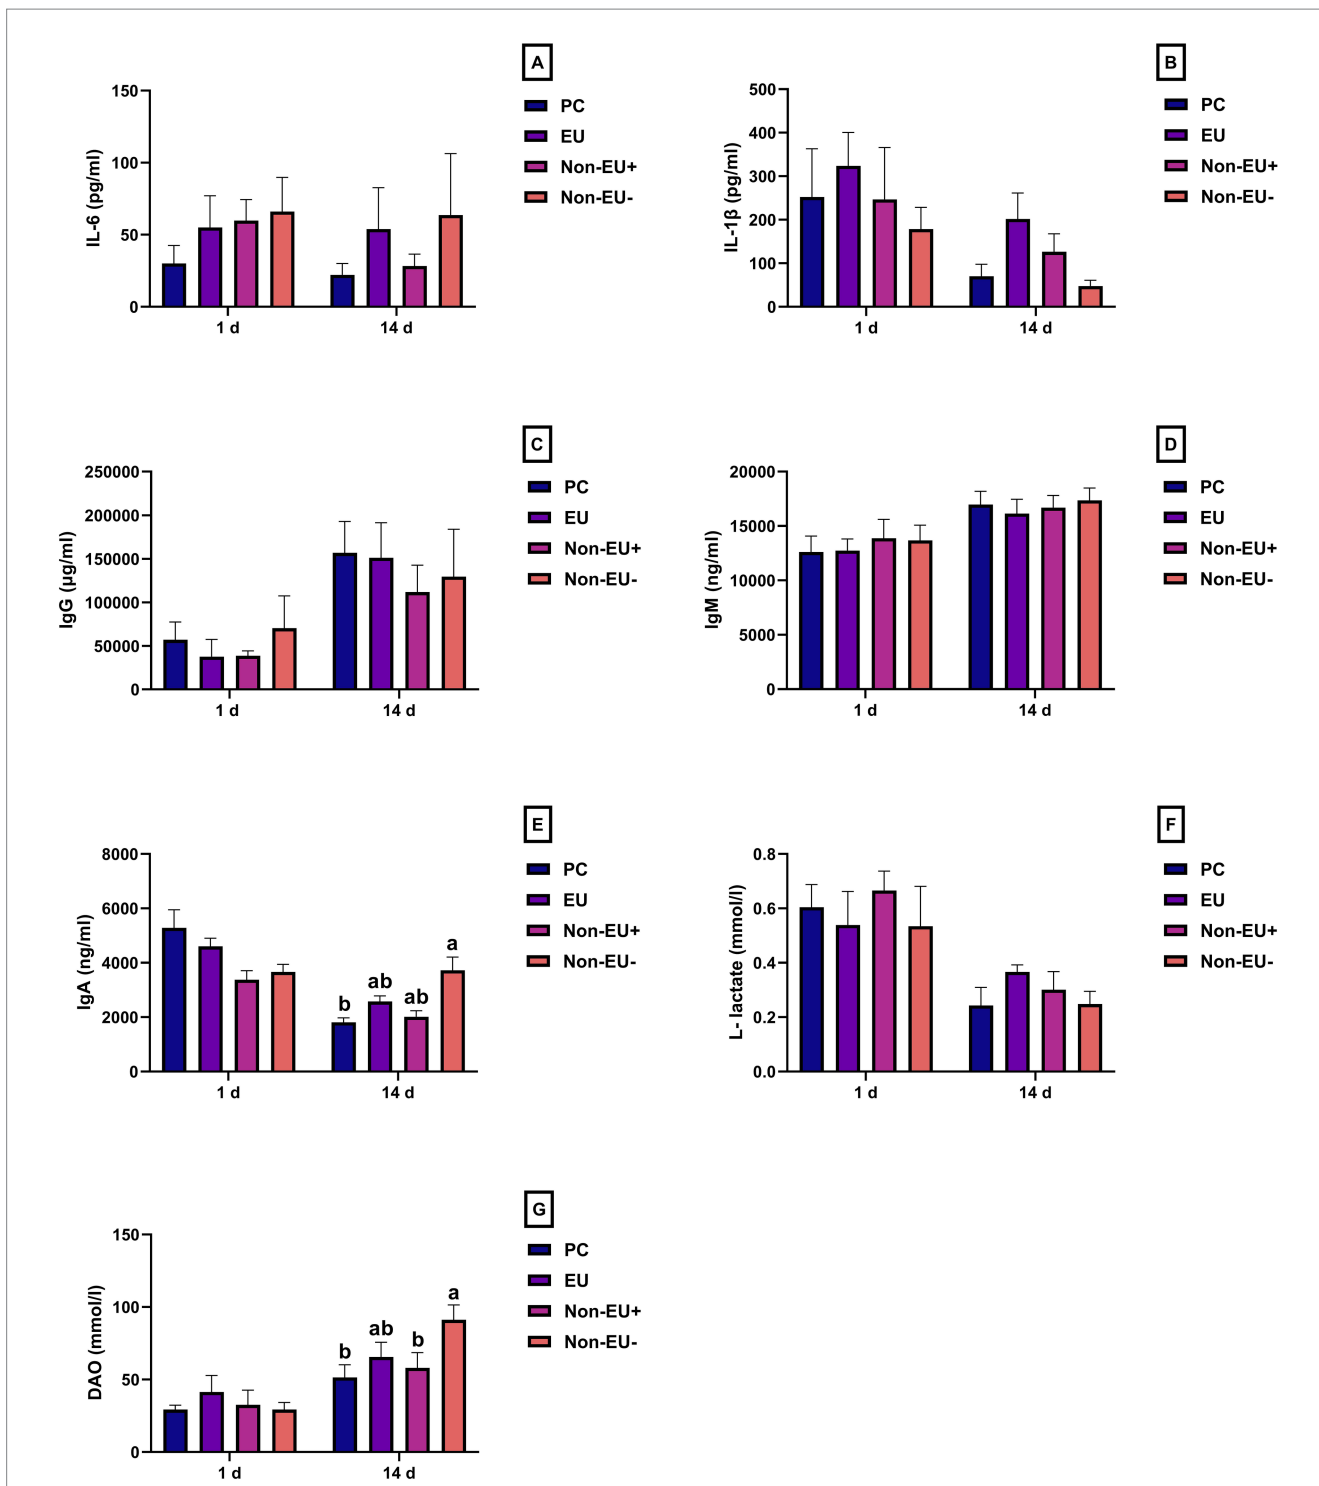 A
PC
EU
Non-EU+
Non-EU-
IL-6 (pg/ml)
150
100
50
0
1 d
14 d
B
PC
EU
Non-EU+
Non-EU-
IL-1β (pg/ml)
500
400
300
200
100
0
1 d
14 d
C
PC
EU
Non-EU+
Non-EU-
IgG (µg/ml)
250000
200000
150000
100000
50000
0
1 d
14 d
D
PC
EU
Non-EU+
Non-EU-
IgM (ng/ml)
20000
15000
10000
5000
0
1 d
14 d
E
PC
EU
Non-EU+
Non-EU-
IgA (ng/ml)
8000
6000
4000
2000
0
b
ab
ab
a
1 d
14 d
F
PC
EU
Non-EU+
Non-EU-
L- lactate (mmol/l)
0.8
0.6
0.4
0.2
0.0
1 d
14 d
G
PC
EU
Non-EU+
Non-EU-
DAO (mmol/l)
150
100
50
0
b
ab
b
a
1 d
14 d